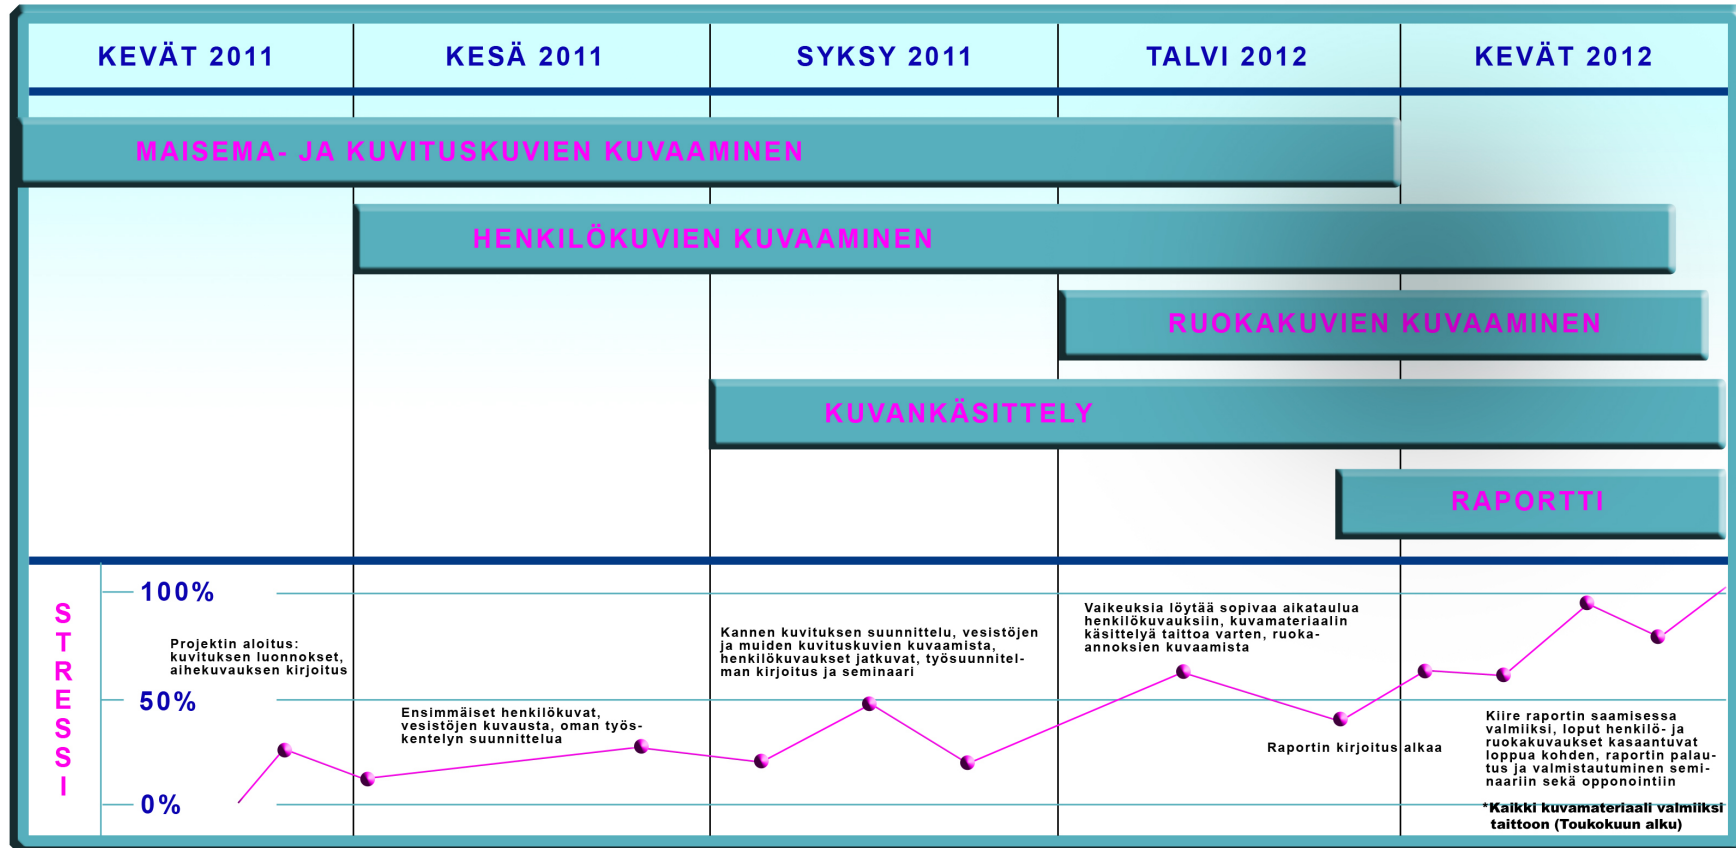 KEVÄT 2011
KESÄ 2011
SYKSY 2011
TALVI 2012
KEVÄT 2012
MAISEMA- JA KUVITUSKUVIEN KUVAAMINEN
HENKILÖKUVIEN KUVAAMINEN
RUOKAKUVIEN KUVAAMINEN
KUVANKÄSITTELY
RAPORTTI
STRESSI
100%
50%
0%
Projektin aloitus:
kuvituksen luonnokset,
aihekuvauksen kirjoitus
Ensimmäiset henkilökuvat,
vesistöjen kuvausta, oman työs-
kentelyn suunnittelua
Kannen kuvituksen suunnittelu, vesistöjen
ja muiden kuvituskuvien kuvaamista,
henkilökuvaukset jatkuvat, työsuunnitel-
man kirjoitus ja seminaari
Vaikeuksia löytää sopivaa aikataulua
henkilökuvauksiin, kuvamateriaalin
käsittelyä taittoa varten, ruoka-
annoksien kuvaamista
Raportin kirjoitus alkaa
Kiire raportin saamisessa
valmiiksi, loput henkilö- ja
ruokakuvaukset kasaantuvat
loppua kohden, raportin palau-
tus ja valmistautuminen semi-
naariin sekä opponointiin
*Kaikki kuvamateriaali valmiiksi
taittoon (Toukokuun alku)